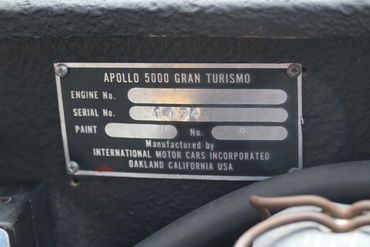 APOLLO 5000 GRAN TURISMO
ENGINE No.
SERIAL No.
PAINT No.
Manufactured by
INTERNATIONAL MOTOR CARS INCORPORATED
OAKLAND CALIFORNIA USA